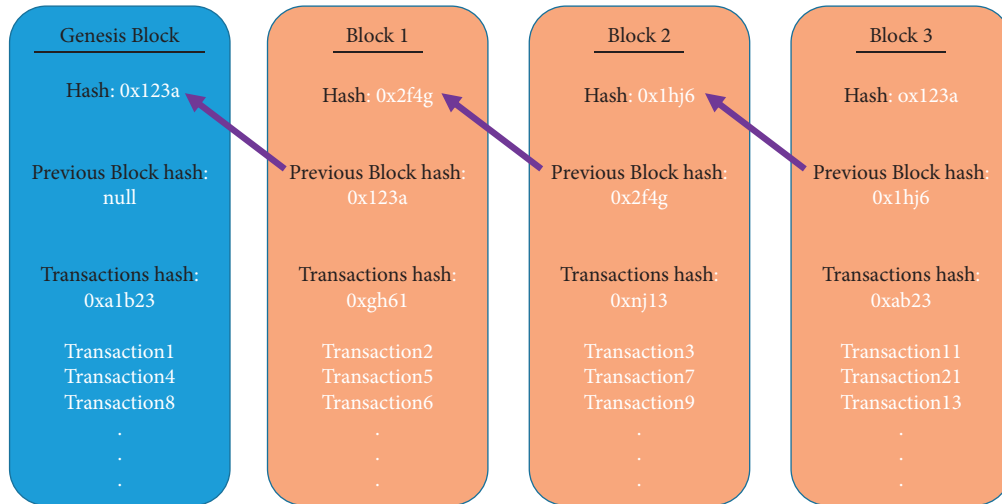 Genesis Block
Hash: 0x123a
Previous Block hash:
null
Transactions hash:
0xa1b23
Transaction1
Transaction4
Transaction8
.
.
.
Block 1
Hash: 0x2f4g
Previous Block hash:
0x123a
Transactions hash:
0xgh61
Transaction2
Transaction5
Transaction6
.
.
.
Block 2
Hash: 0x1hj6
Previous Block hash:
0x2f4g
Transactions hash:
0xnj13
Transaction3
Transaction7
Transaction9
.
.
.
Block 3
Hash: ox123a
Previous Block hash:
0x1hj6
Transactions hash:
0xab23
Transaction11
Transaction21
Transaction13
.
.
.